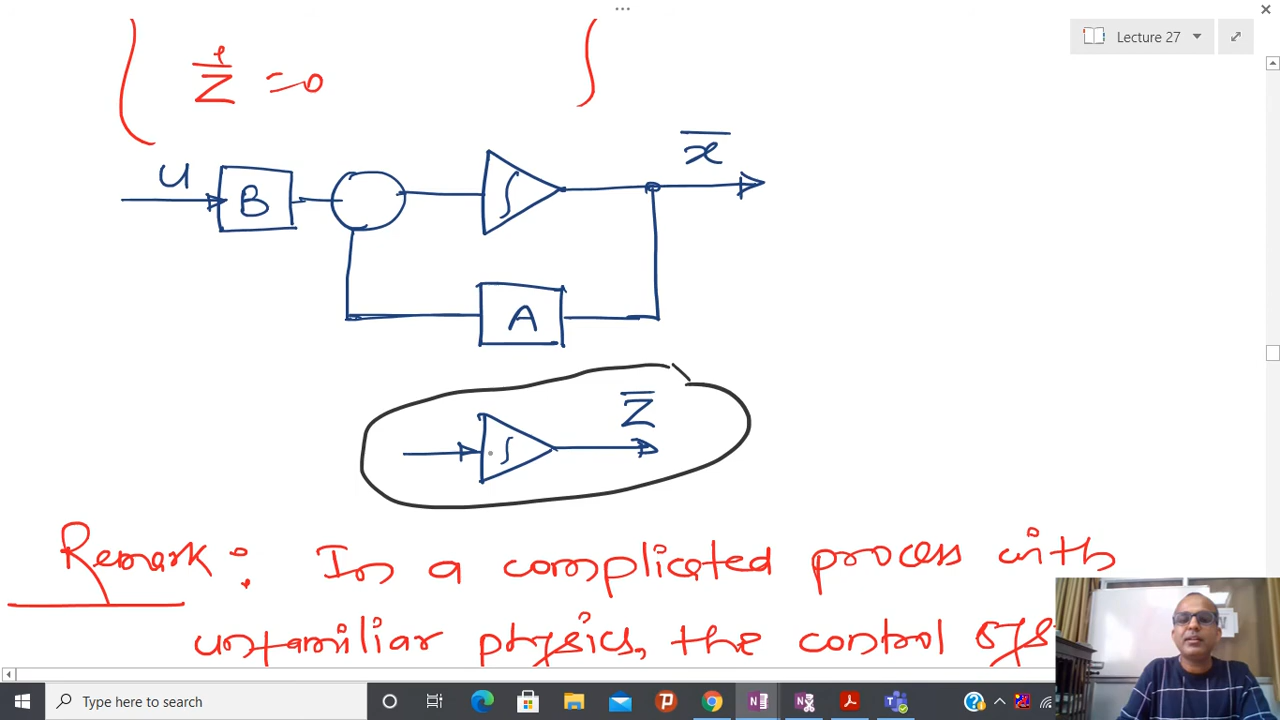 Lecture 27
Ż = 0
U
B
∫
x̄
A
∫
Z̄
Remark: In a complicated process with
unfamiliar physics, the control sys
Type here to search